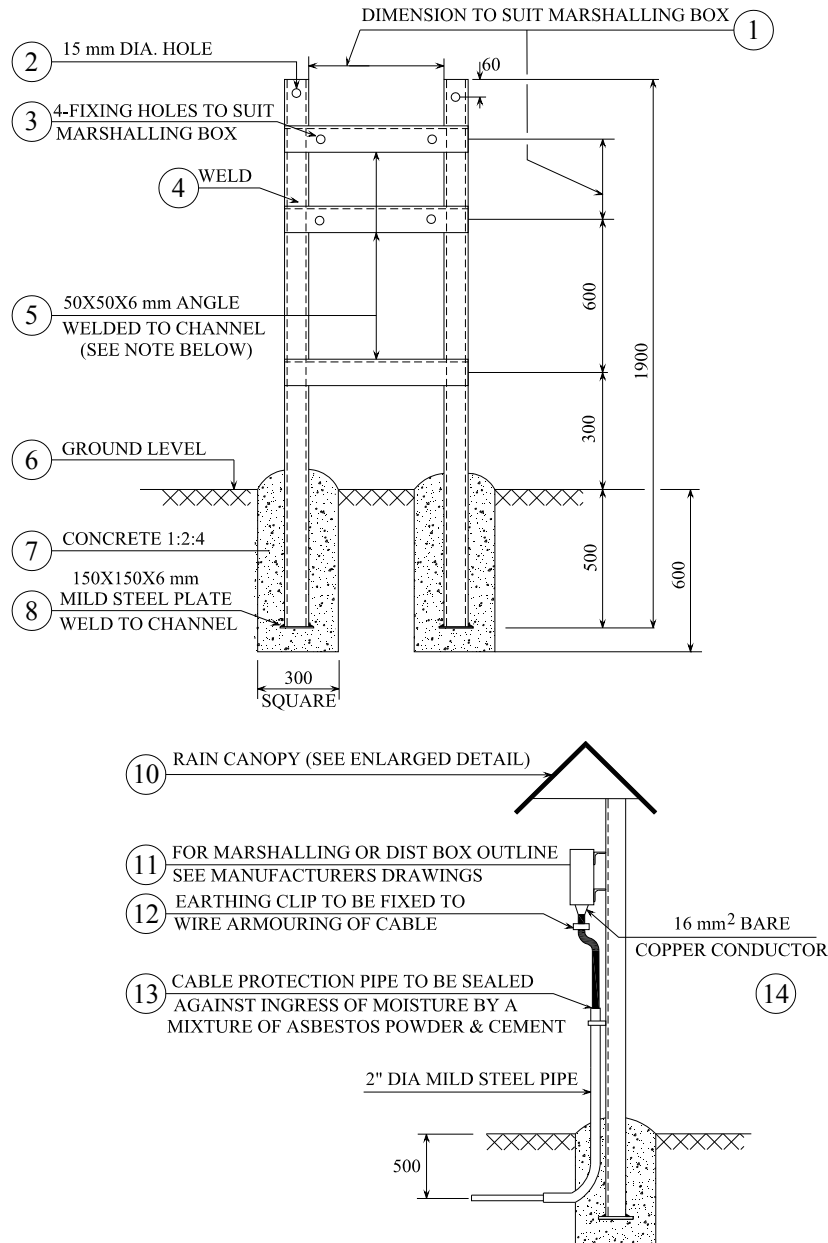 DIMENSION TO SUIT MARSHALLING BOX
1
2
15 mm DIA. HOLE
60
3
4-FIXING HOLES TO SUIT
MARSHALLING BOX
4
WELD
5
50X50X6 mm ANGLE
WELDED TO CHANNEL
(SEE NOTE BELOW)
600
1900
300
6
GROUND LEVEL
7
CONCRETE 1:2:4
500
600
8
150X150X6 mm
MILD STEEL PLATE
WELD TO CHANNEL
300
SQUARE
10
RAIN CANOPY (SEE ENLARGED DETAIL)
11
FOR MARSHALLING OR DIST BOX OUTLINE
SEE MANUFACTURERS DRAWINGS
12
EARTHING CLIP TO BE FIXED TO
WIRE ARMOURING OF CABLE
16 mm² BARE
COPPER CONDUCTOR
14
13
CABLE PROTECTION PIPE TO BE SEALED
AGAINST INGRESS OF MOISTURE BY A
MIXTURE OF ASBESTOS POWDER & CEMENT
2" DIA MILD STEEL PIPE
500